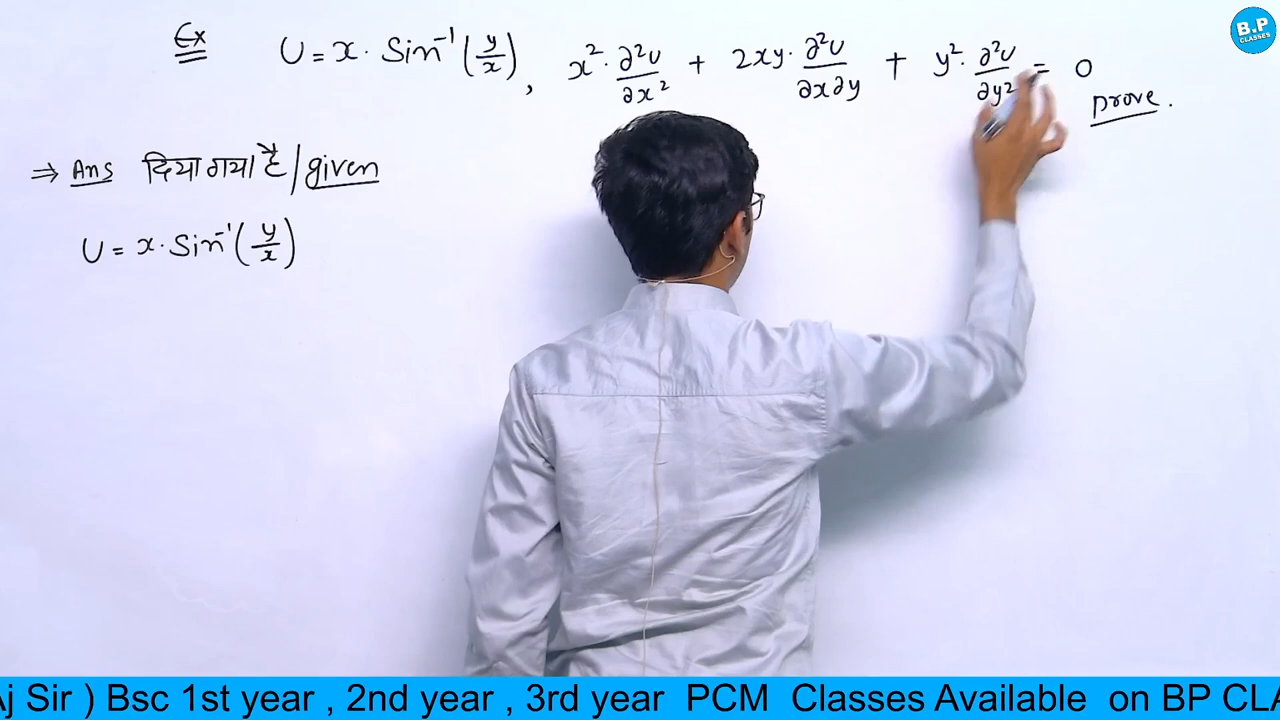 Ex U = x · Sin⁻¹(y/x), x² · ∂²U/∂x² + 2xy · ∂²U/∂x∂y + y² · ∂²U/∂y² = 0
prove.
⇒ Ans दिया गया है / given
U = x · Sin⁻¹(y/x)
B.P
CLASSES
j Sir ) Bsc 1st year , 2nd year , 3rd year PCM Classes Available on BP CLA